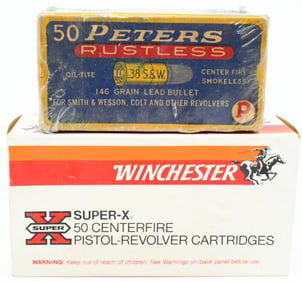 50 PETERS
RUSTLESS
OIL-TITE
.38 S.&W.
CENTER FIRE
SMOKELESS
146 GRAIN LEAD BULLET
FOR SMITH & WESSON, COLT AND OTHER REVOLVERS
P
WINCHESTER
X
SUPER
SUPER-X
50 CENTERFIRE
PISTOL-REVOLVER CARTRIDGES
WARNING: Keep out of reach of children. See Warnings on back panel before use.